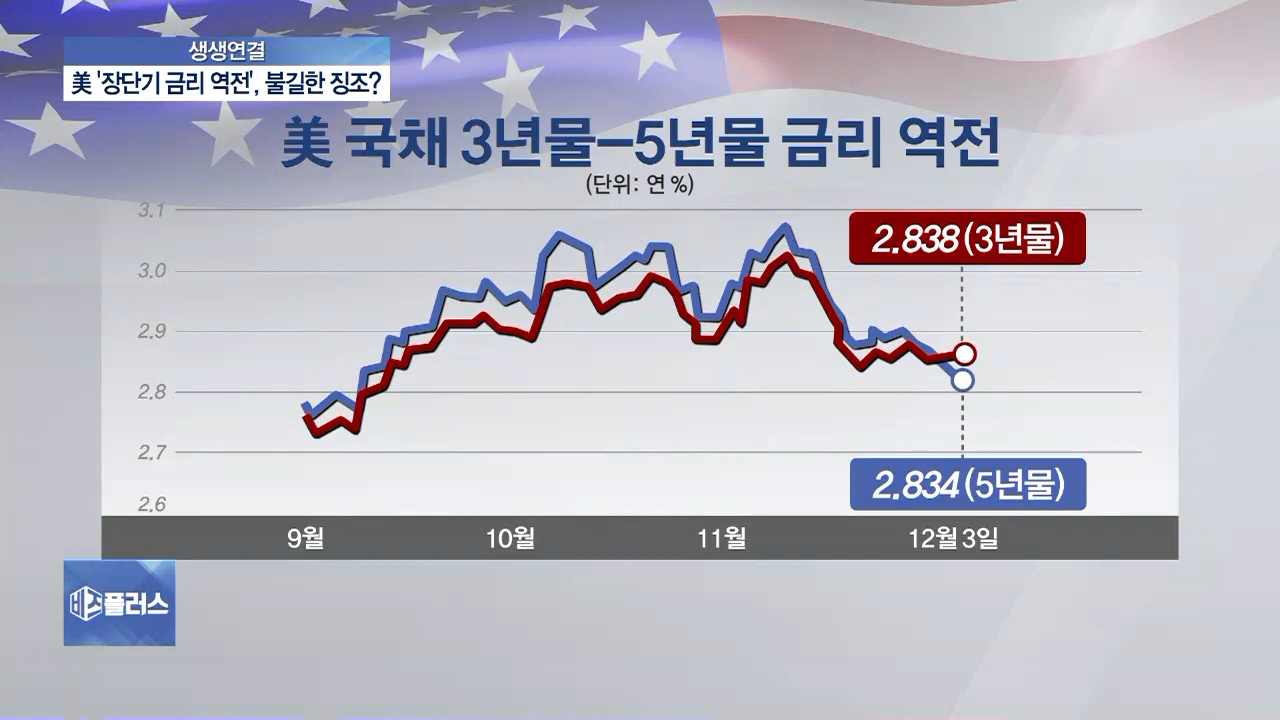 생생연결
美 '장단기 금리 역전', 불길한 징조?
美 국채 3년물-5년물 금리 역전
(단위: 연 %)
3.1
3.0
2.9
2.8
2.7
2.6
2.838 (3년물)
2.834 (5년물)
9월 10월 11월 12월 3일
비즈플러스